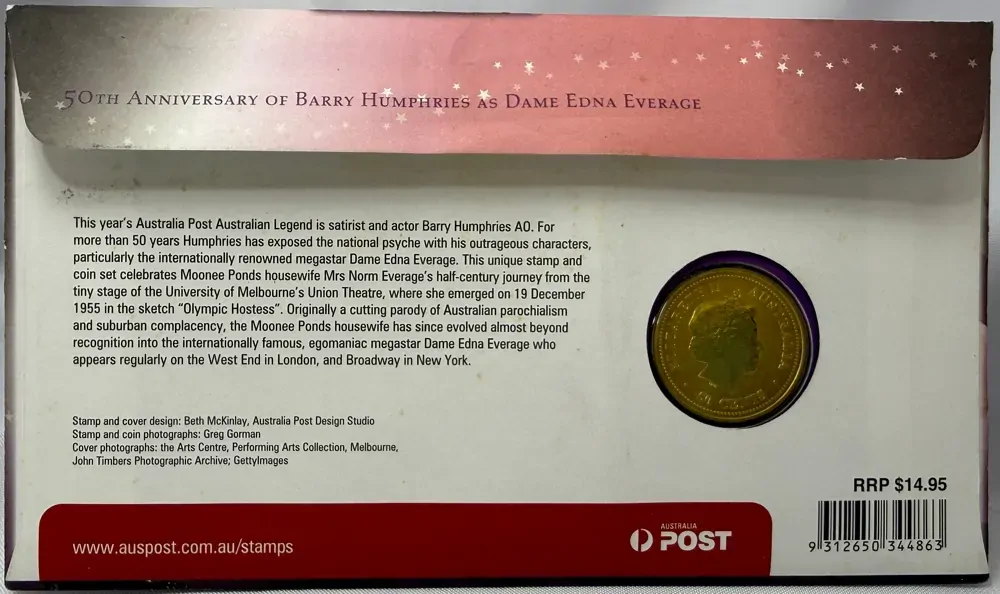 50th Anniversary of Barry Humphries as Dame Edna Everage
This year's Australia Post Australian Legend is satirist and actor Barry Humphries AO. For
more than 50 years Humphries has exposed the national psyche with his outrageous characters,
particularly the internationally renowned megastar Dame Edna Everage. This unique stamp and
coin set celebrates Moonee Ponds housewife Mrs Norm Everage's half-century journey from the
tiny stage of the University of Melbourne's Union Theatre, where she emerged on 19 December
1955 in the sketch "Olympic Hostess". Originally a cutting parody of Australian parochialism
and suburban complacency, the Moonee Ponds housewife has since evolved almost beyond
recognition into the internationally famous, egomaniac megastar Dame Edna Everage who
appears regularly on the West End in London, and Broadway in New York.
ELIZABETH II AUSTRALIA
CENTS
Stamp and cover design: Beth McKinlay, Australia Post Design Studio
Stamp and coin photographs: Greg Gorman
Cover photographs: the Arts Centre, Performing Arts Collection, Melbourne,
John Timbers Photographic Archive; GettyImages
RRP $14.95
9 312650 344863
www.auspost.com.au/stamps
AUSTRALIA
POST